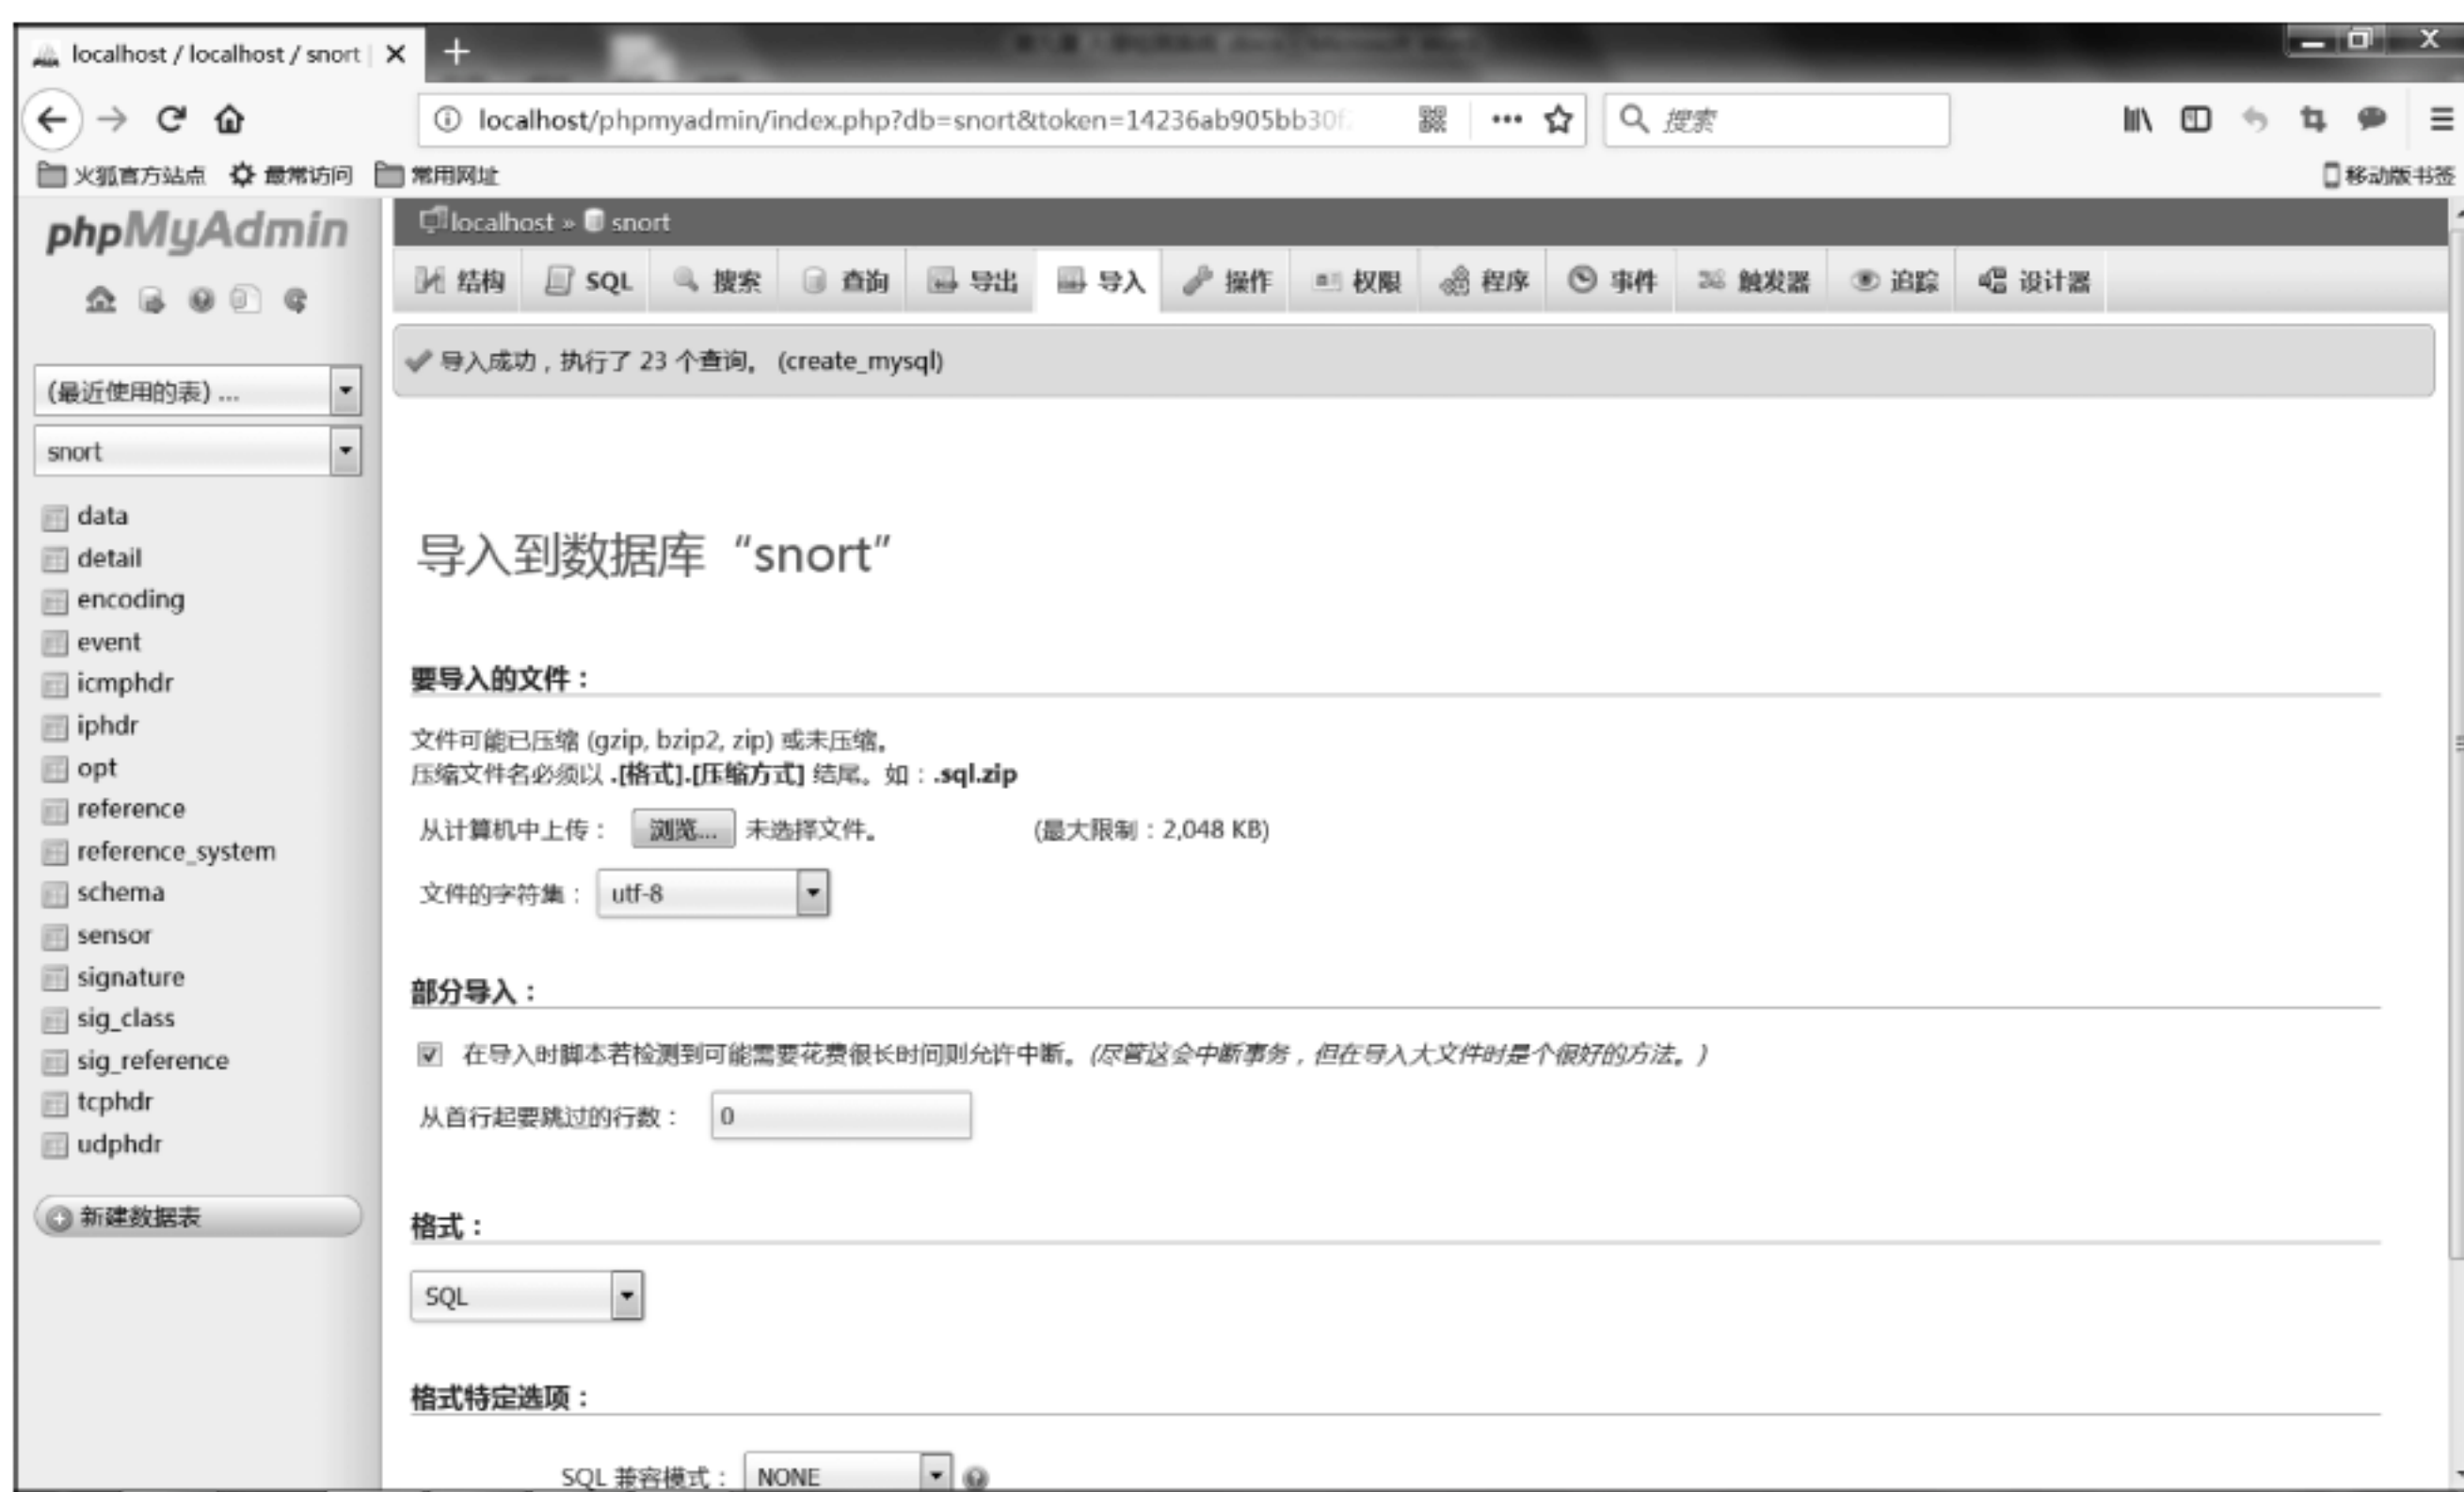 localhost / localhost / snort
localhost/phpmyadmin/index.php?db=snort&token=14236ab905bb30f
搜索
火狐官方站点 最常访问 常用网址 移动版书签
phpMyAdmin
(最近使用的表) ...
snort
data
detail
encoding
event
icmphdr
iphdr
opt
reference
reference_system
schema
sensor
signature
sig_class
sig_reference
tcphdr
udphdr
新建数据表
localhost » snort
结构 SQL 搜索 查询 导出 导入 操作 权限 程序 事件 触发器 追踪 设计器
导入成功，执行了 23 个查询。 (create_mysql)
导入到数据库“snort”
要导入的文件：
文件可能已压缩 (gzip, bzip2, zip) 或未压缩。
压缩文件名必须以 .[格式].[压缩方式] 结尾。如：.sql.zip
从计算机中上传： 浏览... 未选择文件。 (最大限制：2,048 KB)
文件的字符集： utf-8
部分导入：
在导入时脚本若检测到可能需要花费很长时间则允许中断。(尽管这会中断事务，但在导入大文件时是个很好的方法。)
从首行起要跳过的行数： 0
格式：
SQL
格式特定选项：
SQL 兼容模式： NONE